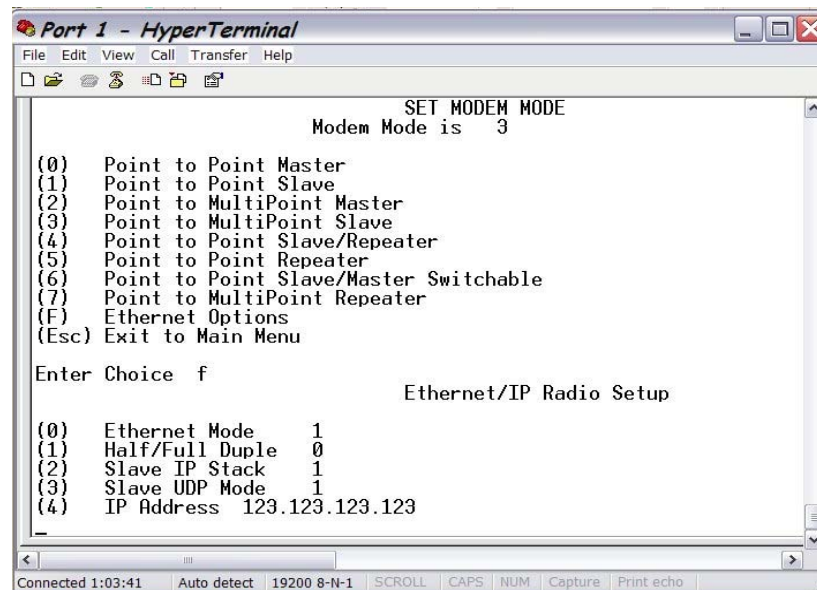 Port 1 - HyperTerminal
File Edit View Call Transfer Help
SET MODEM MODE
Modem Mode is 3
(0) Point to Point Master
(1) Point to Point Slave
(2) Point to MultiPoint Master
(3) Point to MultiPoint Slave
(4) Point to Point Slave/Repeater
(5) Point to Point Repeater
(6) Point to Point Slave/Master Switchable
(7) Point to MultiPoint Repeater
(F) Ethernet Options
(Esc) Exit to Main Menu
Enter Choice f
Ethernet/IP Radio Setup
(0) Ethernet Mode 1
(1) Half/Full Duple 0
(2) Slave IP Stack 1
(3) Slave UDP Mode 1
(4) IP Address 123.123.123.123
Connected 1:03:41 Auto detect 19200 8-N-1 SCROLL CAPS NUM Capture Print echo